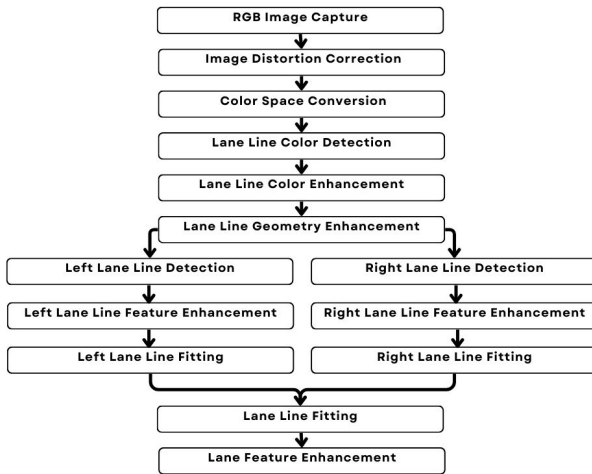 RGB Image Capture
Image Distortion Correction
Color Space Conversion
Lane Line Color Detection
Lane Line Color Enhancement
Lane Line Geometry Enhancement
Left Lane Line Detection
Right Lane Line Detection
Left Lane Line Feature Enhancement
Right Lane Line Feature Enhancement
Left Lane Line Fitting
Right Lane Line Fitting
Lane Line Fitting
Lane Feature Enhancement